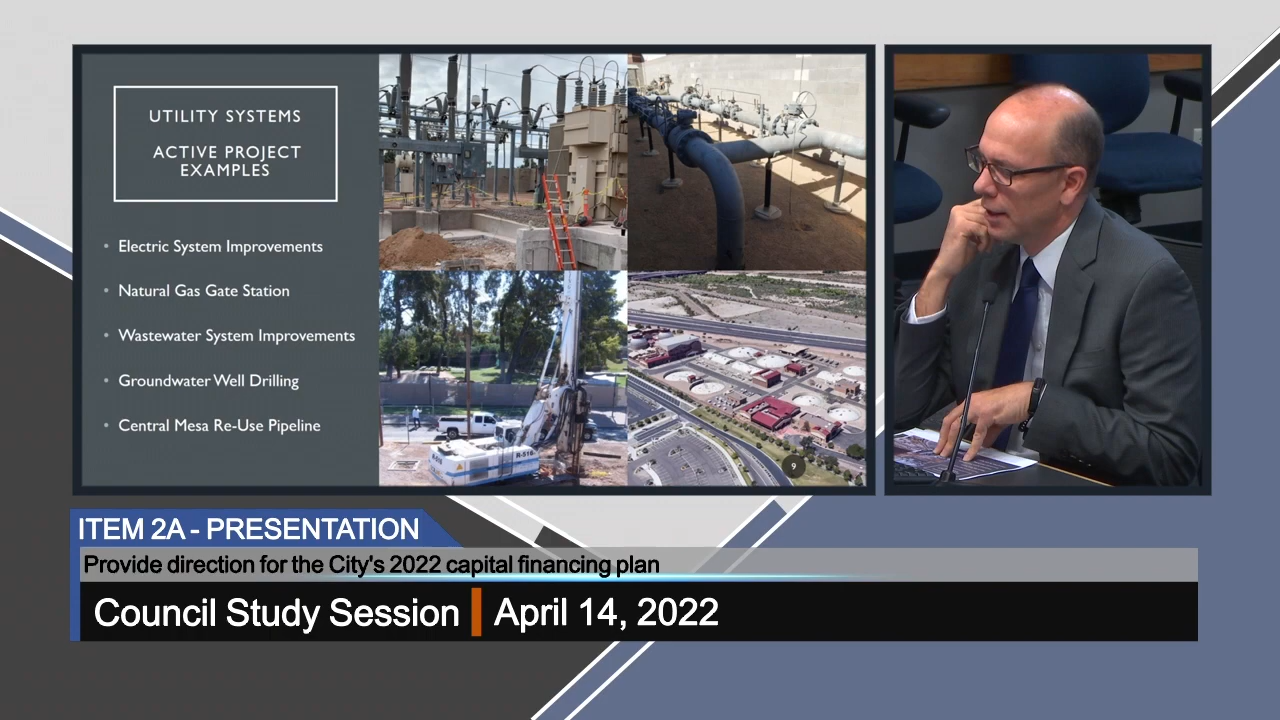 UTILITY SYSTEMS
ACTIVE PROJECT
EXAMPLES
• Electric System Improvements
• Natural Gas Gate Station
• Wastewater System Improvements
• Groundwater Well Drilling
• Central Mesa Re-Use Pipeline
R-516
9
ITEM 2A - PRESENTATION
Provide direction for the City's 2022 capital financing plan
Council Study Session
April 14, 2022